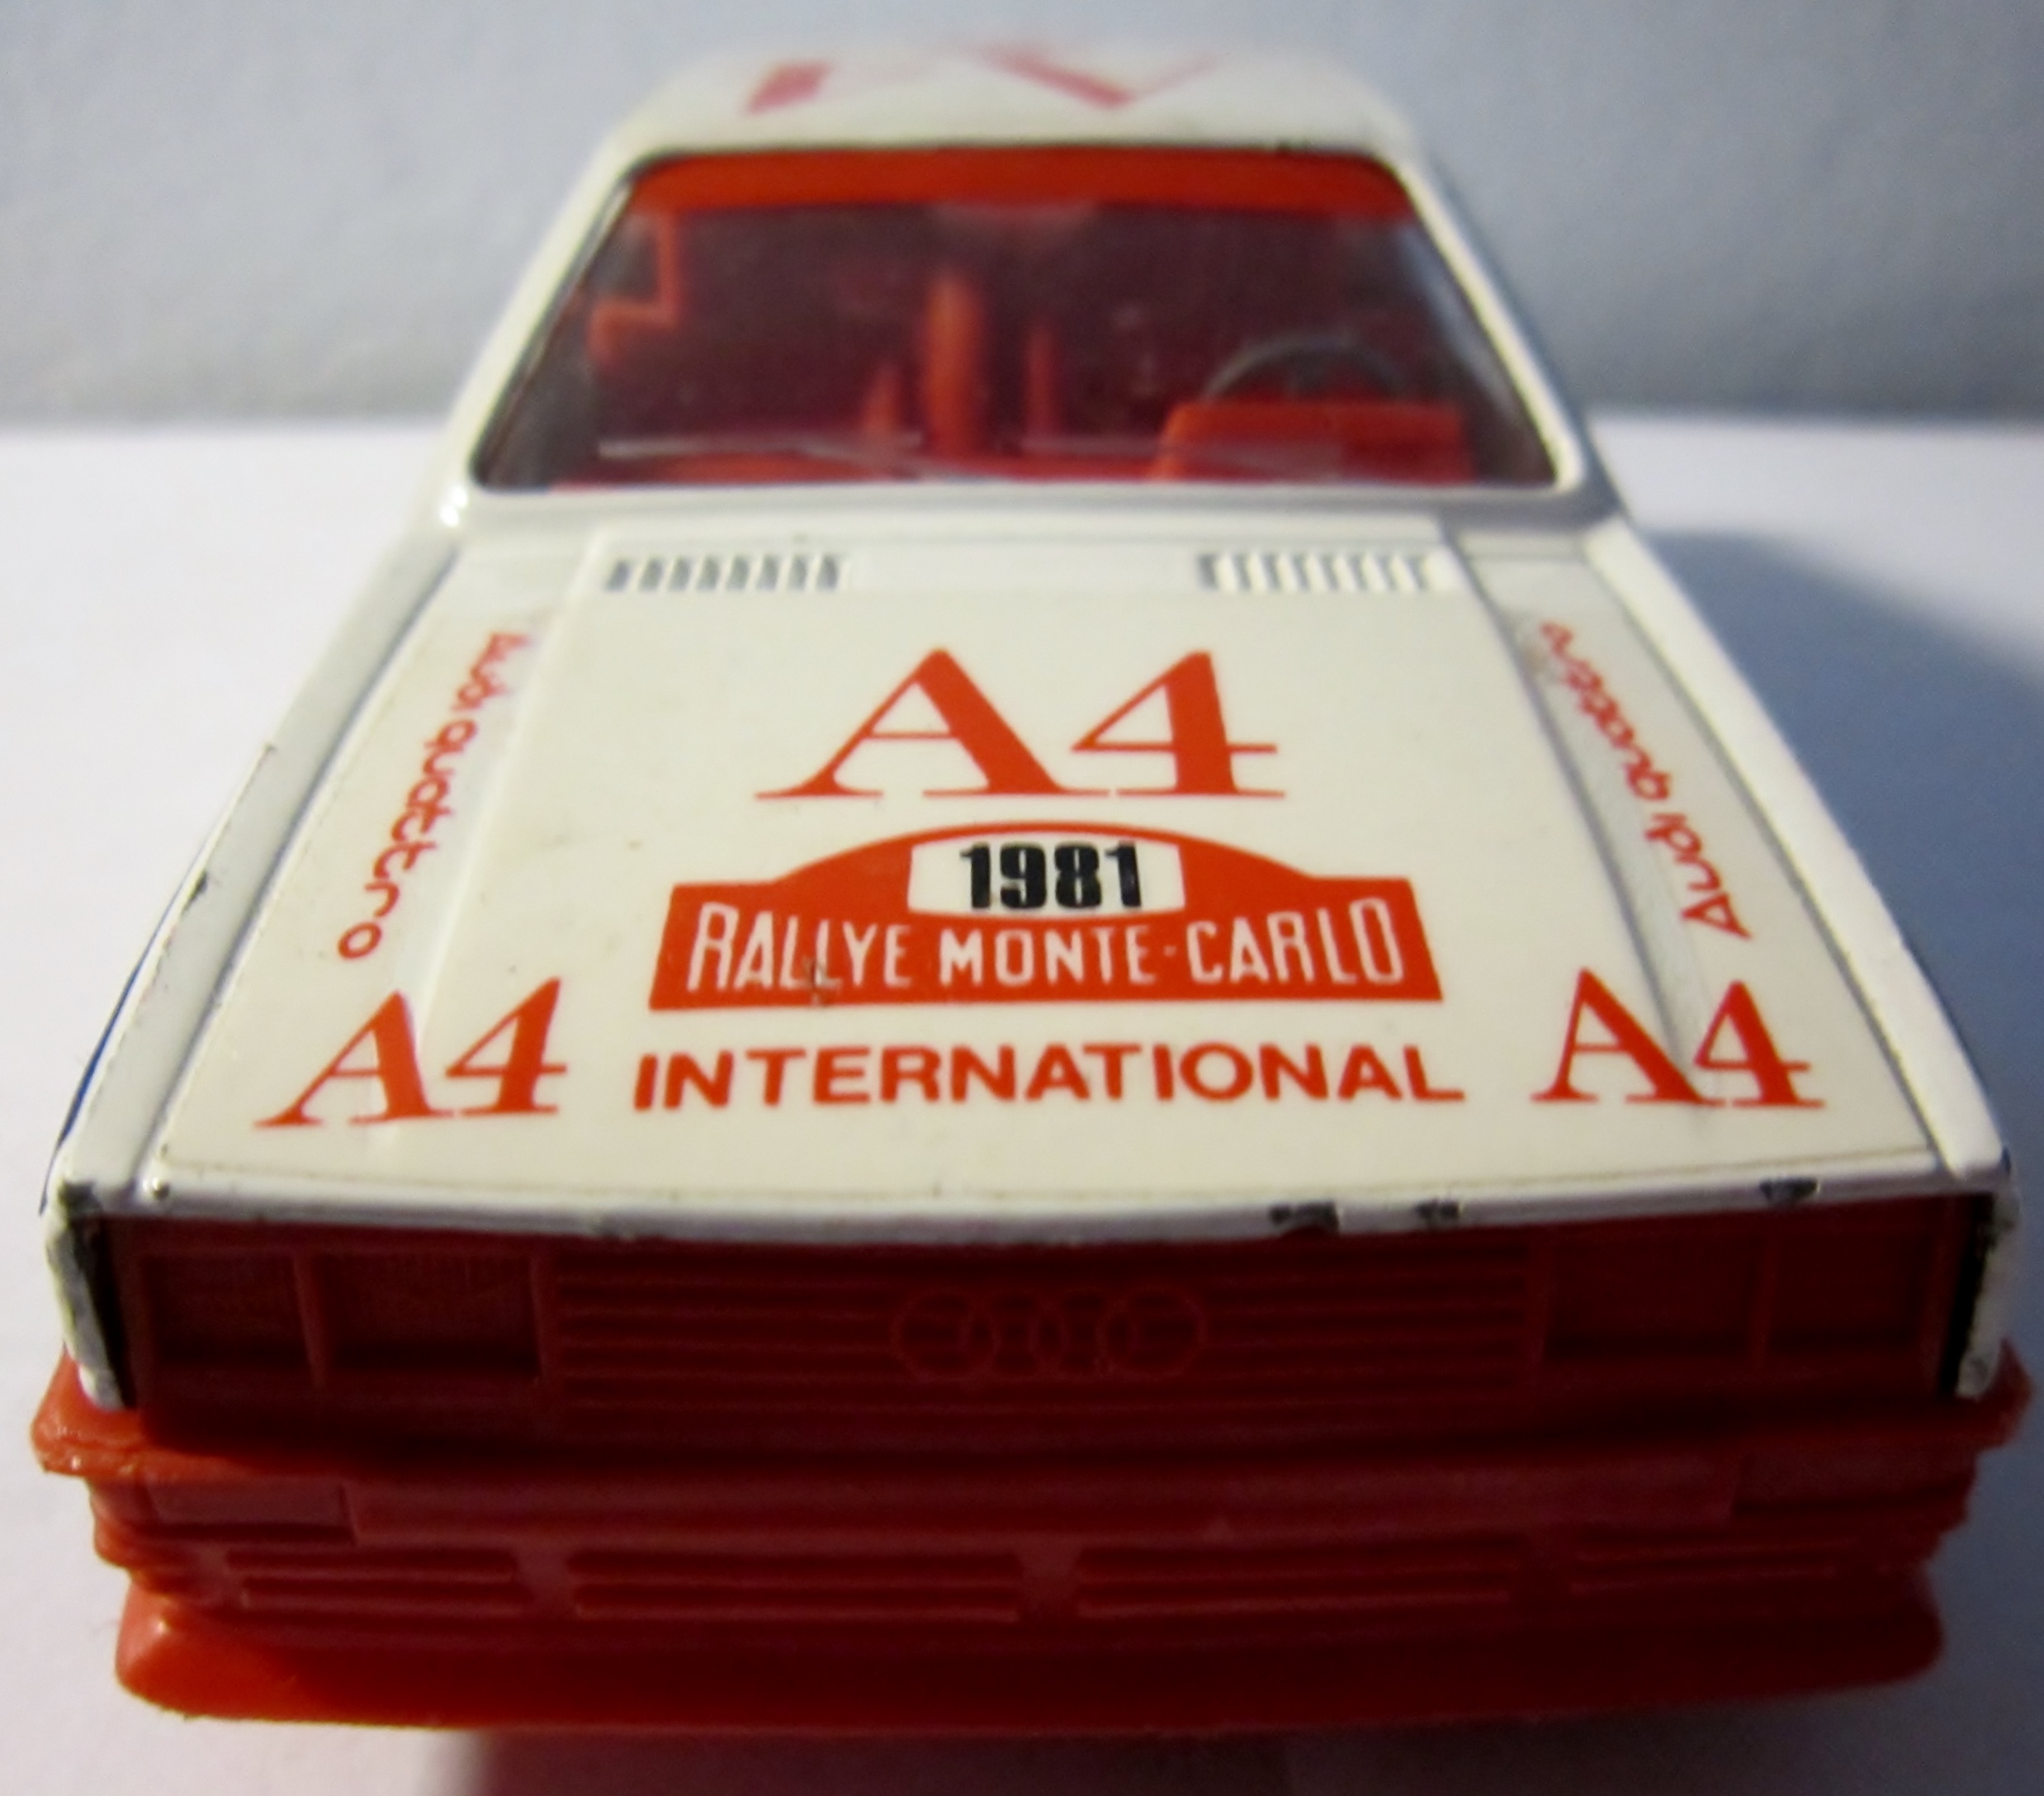 A4
1981
RALLYE MONTE-CARLO
INTERNATIONAL
Audi quattro
Audi quattro
A4
A4